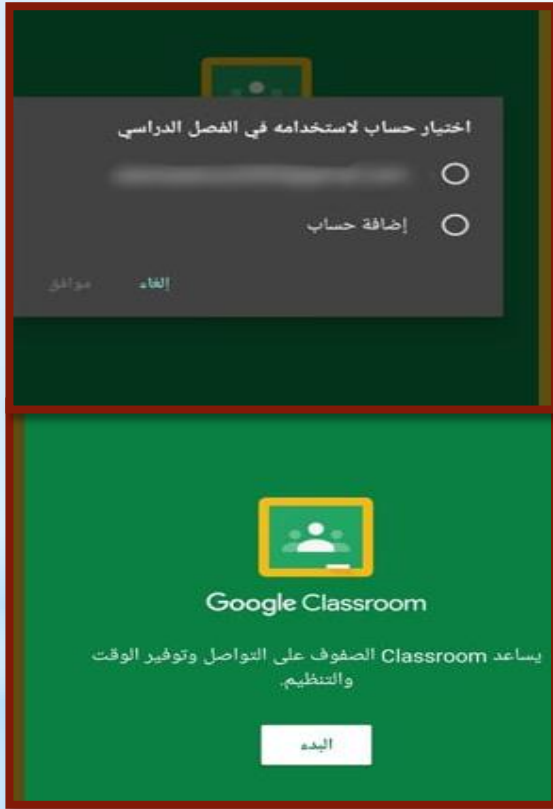 اختيار حساب لاستخدامه في الفصل الدراسي
إضافة حساب
إلغاء
موافق
Google Classroom
يساعد Classroom الصفوف على التواصل وتوفير الوقت
والتنظيم.
البدء